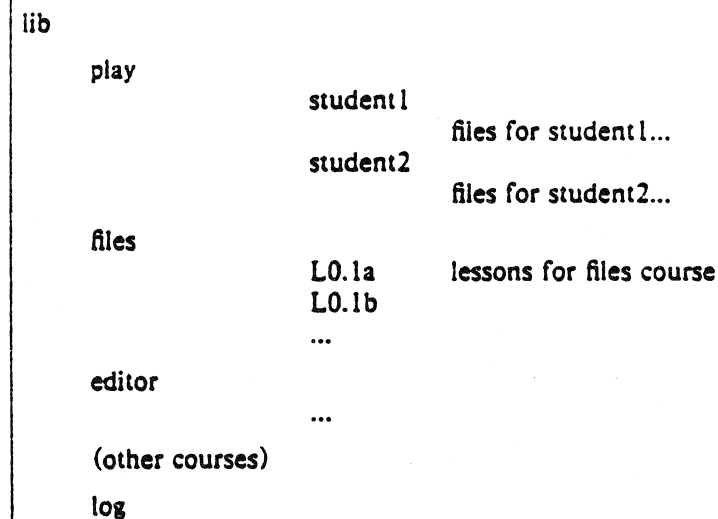 lib
play
student1
files for student1...
student2
files for student2...
files
L0.1a lessons for files course
L0.1b
...
editor
...
(other courses)
log